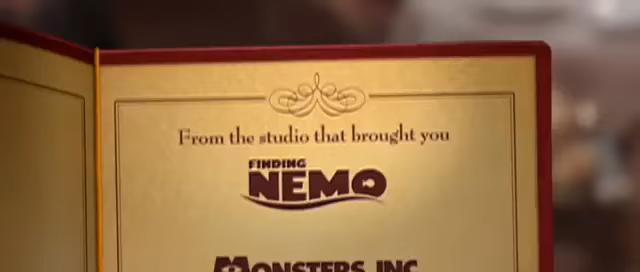 From the studio that brought you
FINDING
NEMO
MONSTERS, INC.